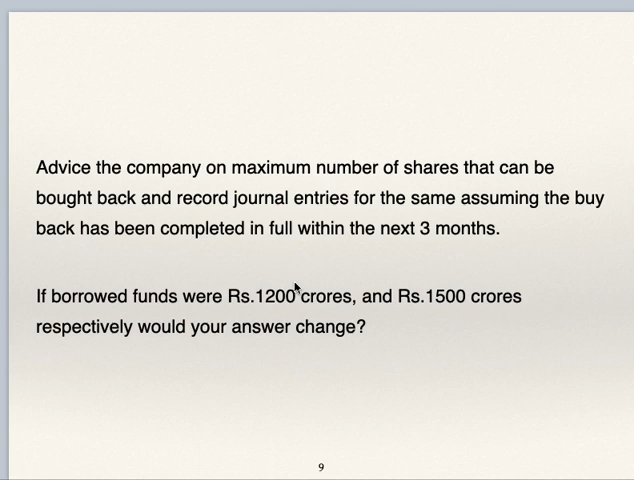 Advice the company on maximum number of shares that can be
bought back and record journal entries for the same assuming the buy
back has been completed in full within the next 3 months.
If borrowed funds were Rs.1200 crores, and Rs.1500 crores
respectively would your answer change?
9